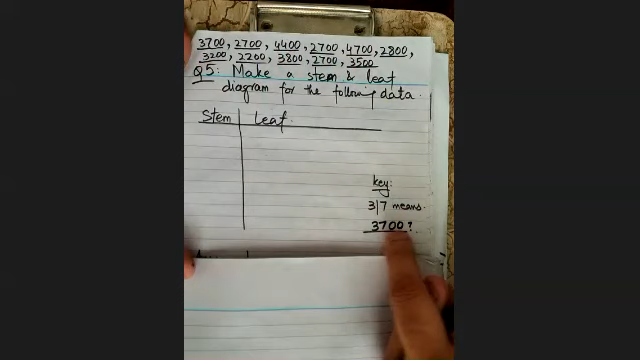 3700, 2700, 4400, 2700, 4700, 2800,
3200, 2200, 3800, 2700, 3500
Q5: Make a stem & leaf
diagram for the following data.
Stem | Leaf
key:
3|7 means
3700?